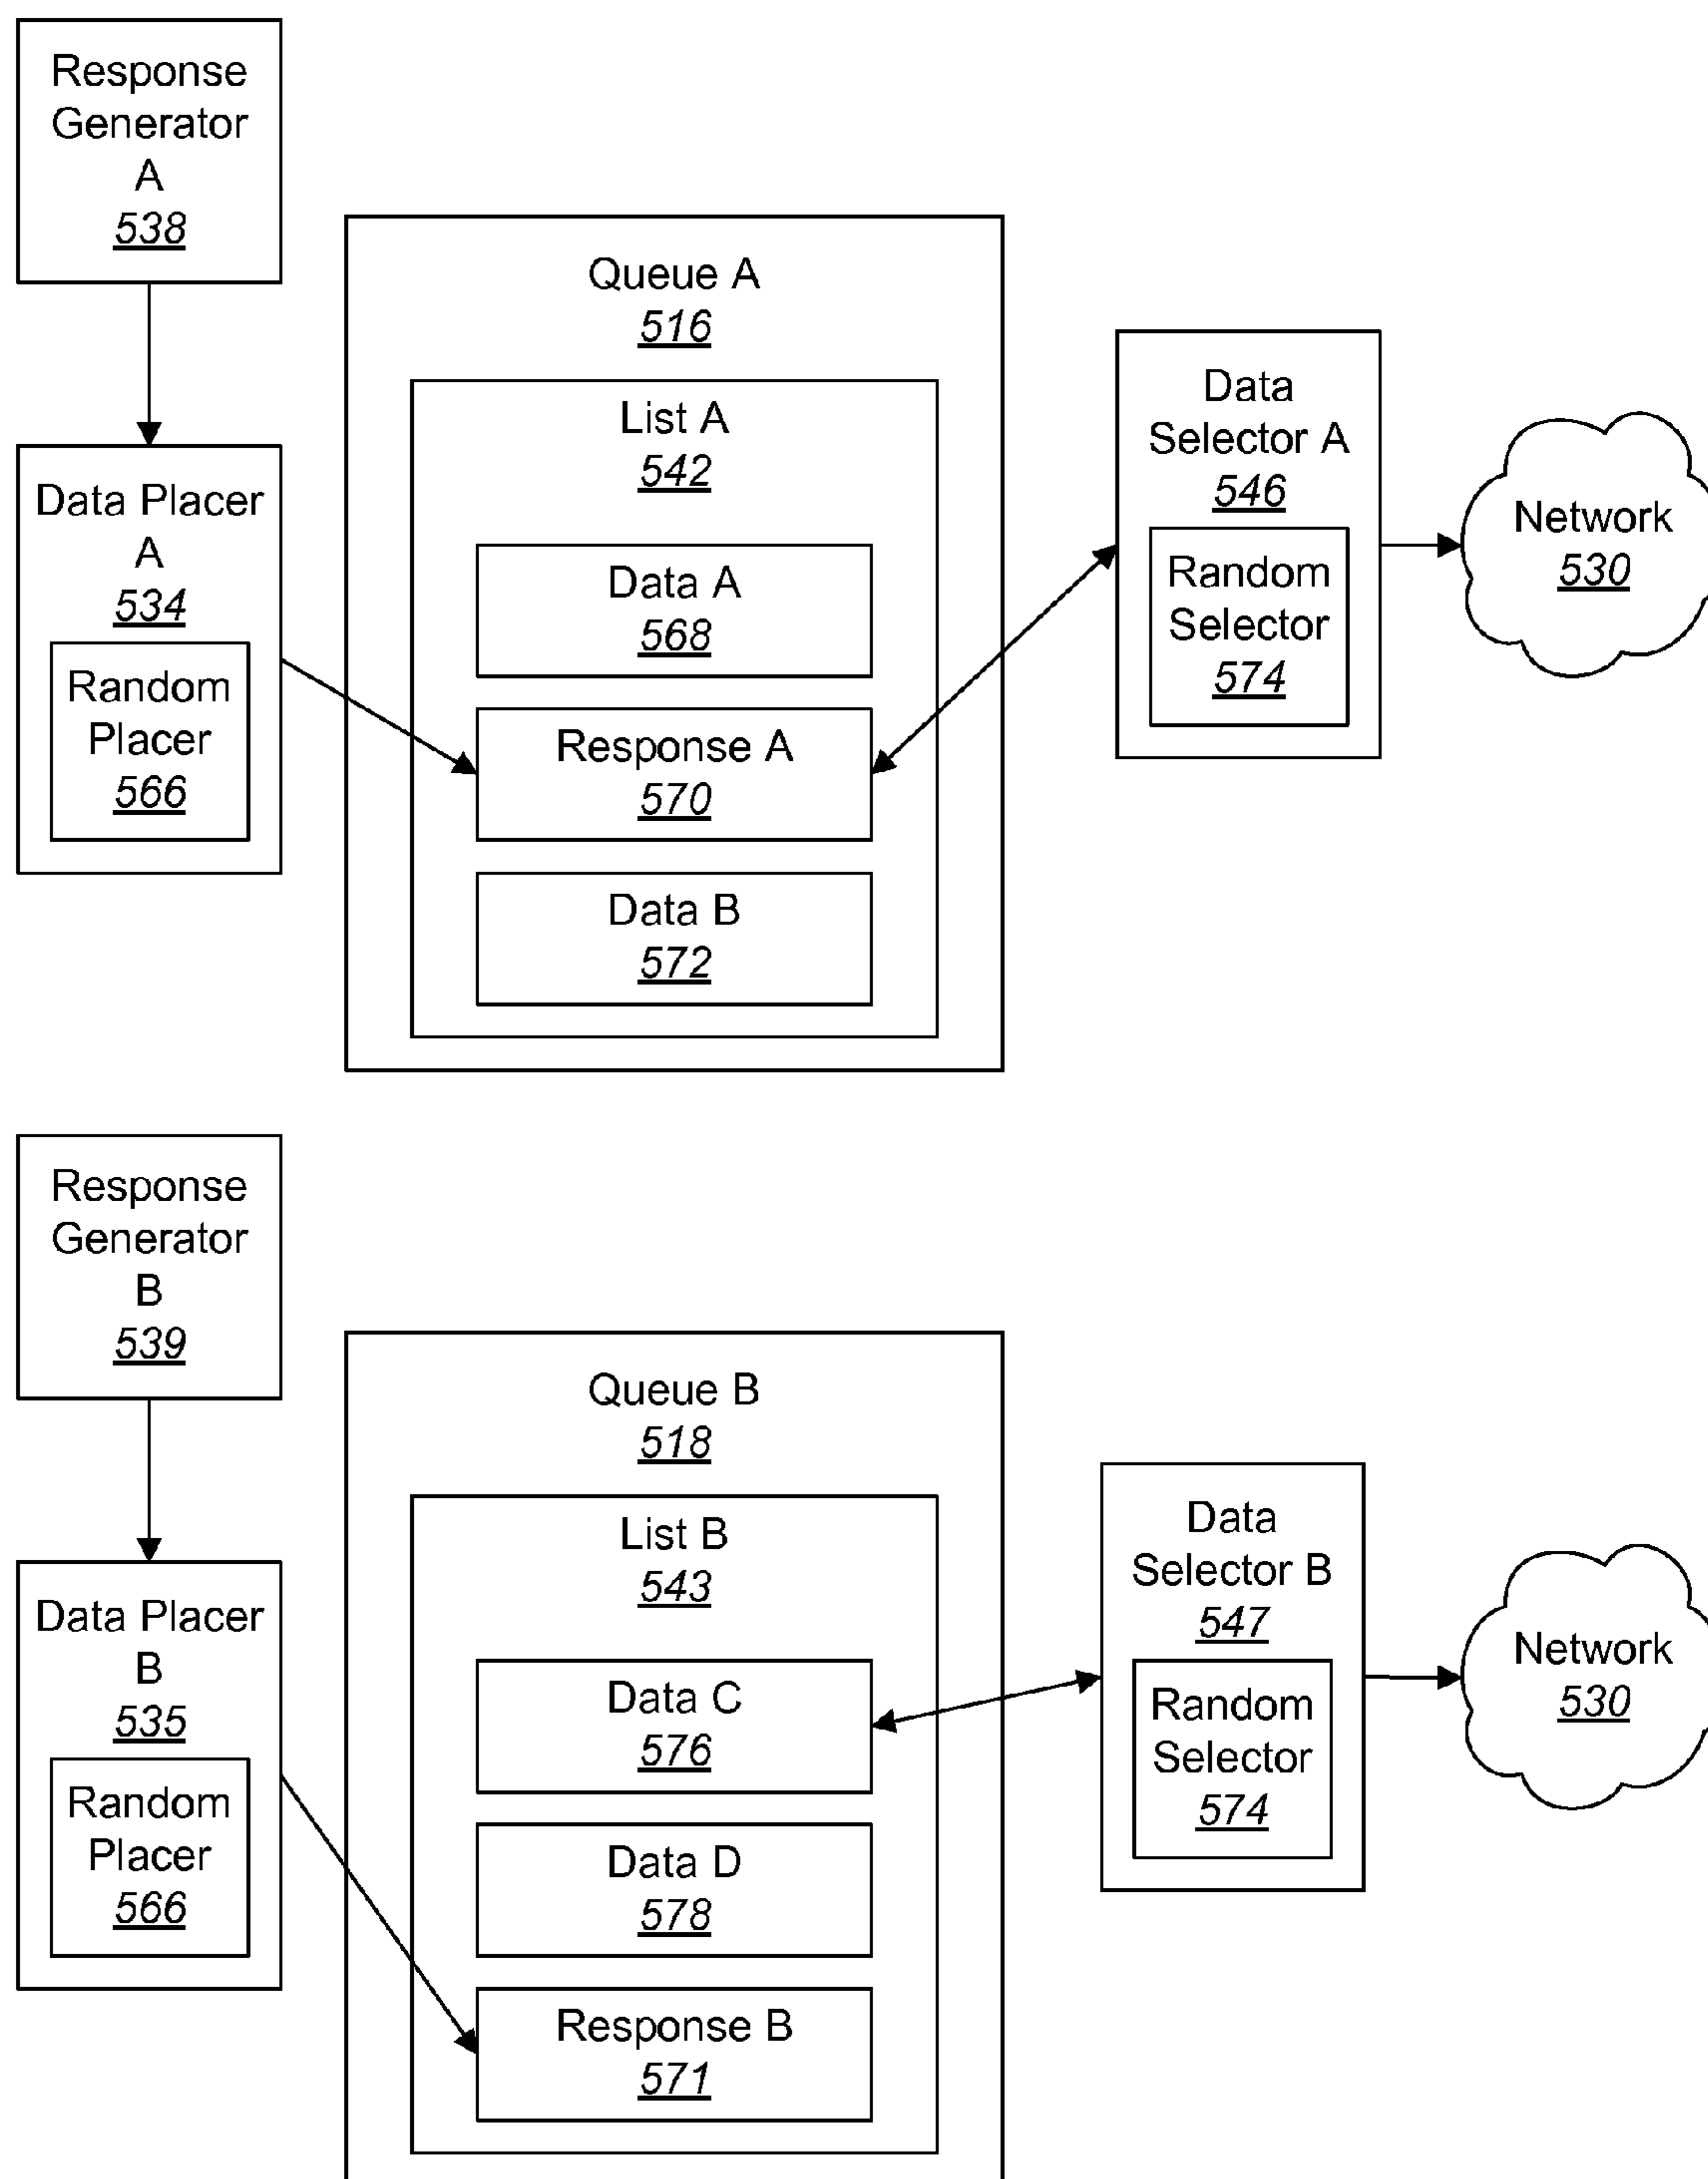 Response
Generator
A
538
Data Placer
A
534
Random
Placer
566
Queue A
516
List A
542
Data A
568
Response A
570
Data B
572
Data
Selector A
546
Random
Selector
574
Network
530
Response
Generator
B
539
Data Placer
B
535
Random
Placer
566
Queue B
518
List B
543
Data C
576
Data D
578
Response B
571
Data
Selector B
547
Random
Selector
574
Network
530